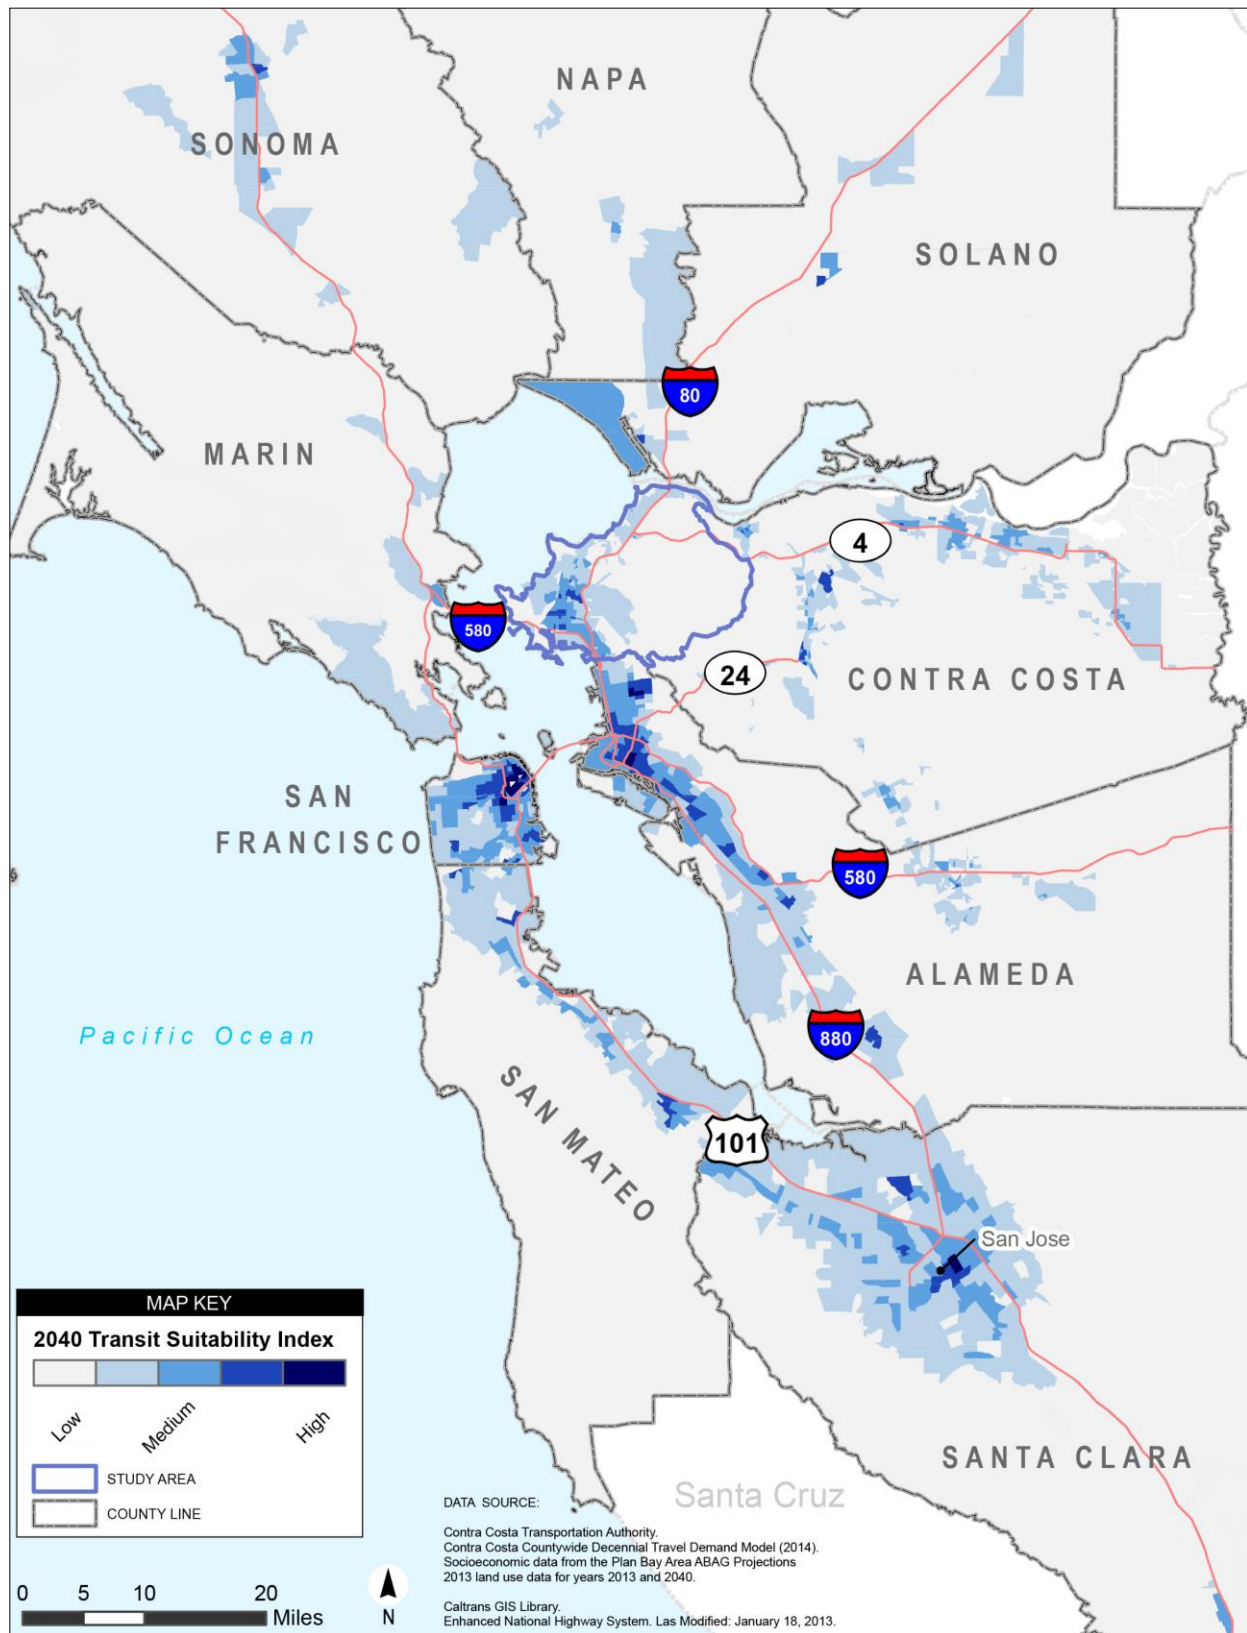 NAPA
SONOMA
SOLANO
80
MARIN
4
580
24
CONTRA COSTA
SAN
FRANCISCO
580
ALAMEDA
Pacific Ocean
880
SAN MATEO
101
San Jose
MAP KEY
2040 Transit Suitability Index
Low
Medium
High
STUDY AREA
COUNTY LINE
SANTA CLARA
Santa Cruz
DATA SOURCE:
Contra Costa Transportation Authority.
Contra Costa Countywide Decennial Travel Demand Model (2014).
Socioeconomic data from the Plan Bay Area ABAG Projections
2013 land use data for years 2013 and 2040.
Caltrans GIS Library.
Enhanced National Highway System. Las Modified: January 18, 2013.
0 5 10 20
Miles
N